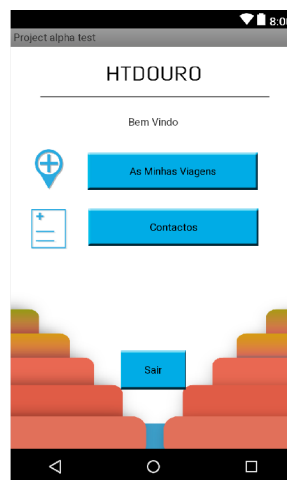 8:00
Project alpha test
HTDOURO
Bem Vindo
As Minhas Viagens
Contactos
Sair